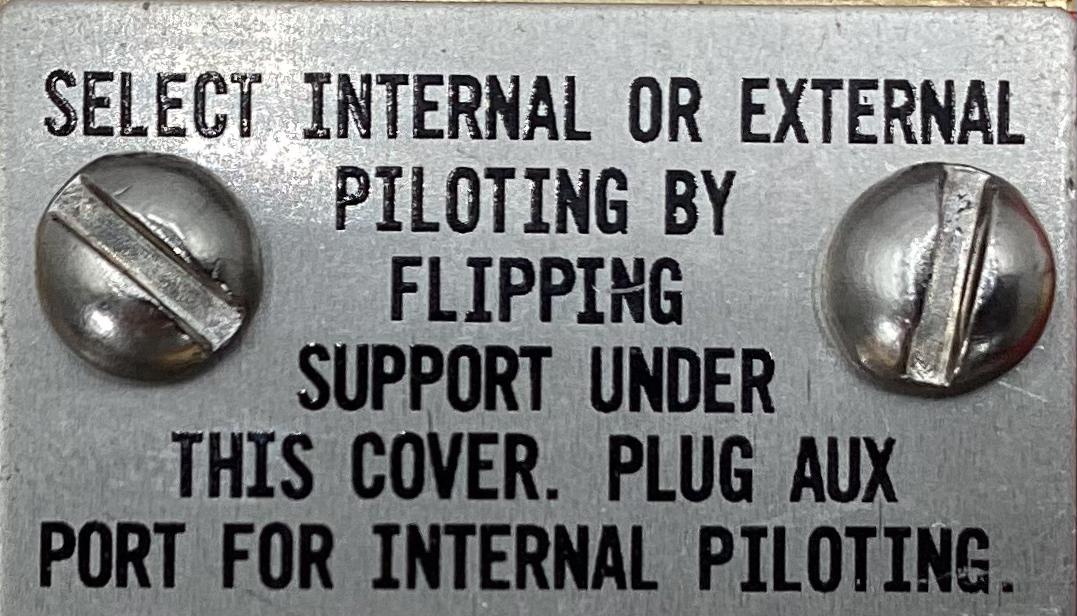 SELECT INTERNAL OR EXTERNAL
PILOTING BY
FLIPPING
SUPPORT UNDER
THIS COVER. PLUG AUX
PORT FOR INTERNAL PILOTING.